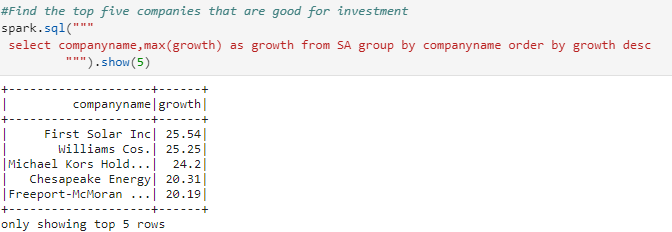 #Find the top five companies that are good for investment
spark.sql("""
 select companyname,max(growth) as growth from SA group by companyname order by growth desc
         """).show(5)
+--------------------+------+
|         companyname|growth|
+--------------------+------+
|     First Solar Inc| 25.54|
|       Williams Cos.| 25.25|
|Michael Kors Hold...|  24.2|
|   Chesapeake Energy| 20.31|
|Freeport-McMoran ...| 20.19|
+--------------------+------+
only showing top 5 rows